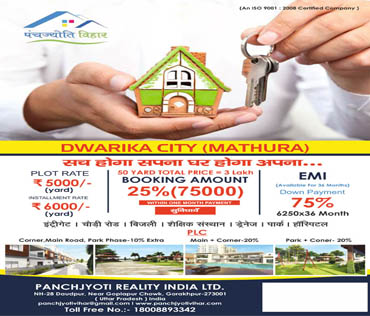 (An ISO 9001 : 2008 Certified Company )
पंचज्योति विहार
DWARIKA CITY (MATHURA)
सच होगा सपना घर होगा अपना...
PLOT RATE
₹ 5000/-
(yard)
INSTALLMENT RATE
₹ 6000/-
(yard)
50 YARD TOTAL PRICE = 3 Lakh
BOOKING AMOUNT
25%(75000)
WITHIN ONE MONTH PAYMENT
सुविधाएँ
EMI
(Available for 36 Months)
Down Payment
75%
6250x36 Month
इंट्रीगेट | चौड़ी रोड | बिजली | शैक्षिक संस्थान | ड्रेनेज | पार्क | हॉस्पिटल
PLC
Corner,Main Road, Park Phasing-10% Extra
Main + Corner-20%
Park + Coner- 20%
PANCHJYOTI REALITY INDIA LTD.
NH-28 Daudpur, Near Goplapur Chowk, Gorakhpur-273001
( Uttar Pradesh ) India
panchjyotivihar@gmail.com \ www.panchjyotivihar.com
Toll Free No.:- 18008893342